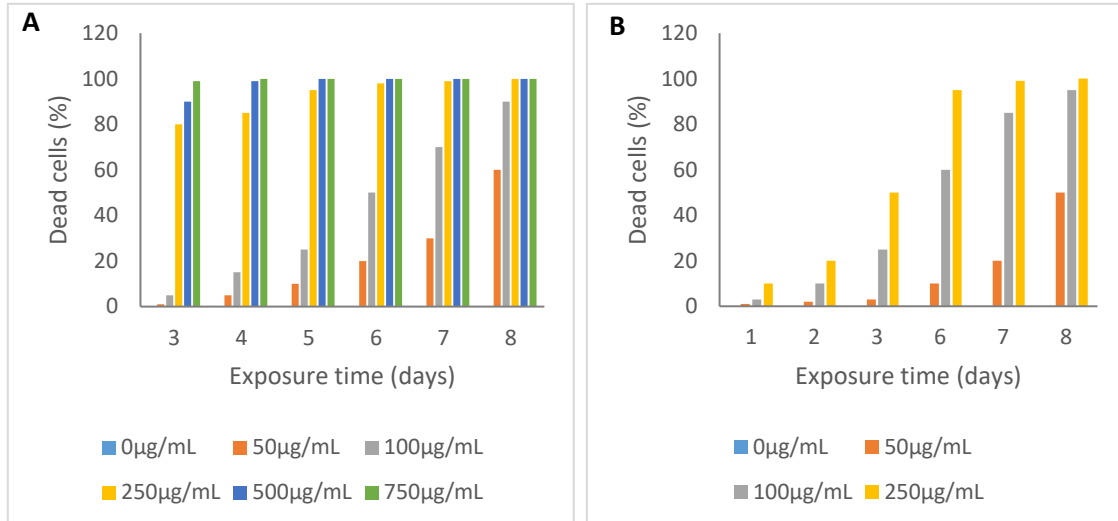 A
120
100
80
60
40
20
0
Dead cells (%)
3 4 5 6 7 8
Exposure time (days)
0µg/mL 50µg/mL 100µg/mL
250µg/mL 500µg/mL 750µg/mL
B
120
100
80
60
40
20
0
Dead cells (%)
1 2 3 6 7 8
Exposure time (days)
0µg/mL 50µg/mL
100µg/mL 250µg/mL